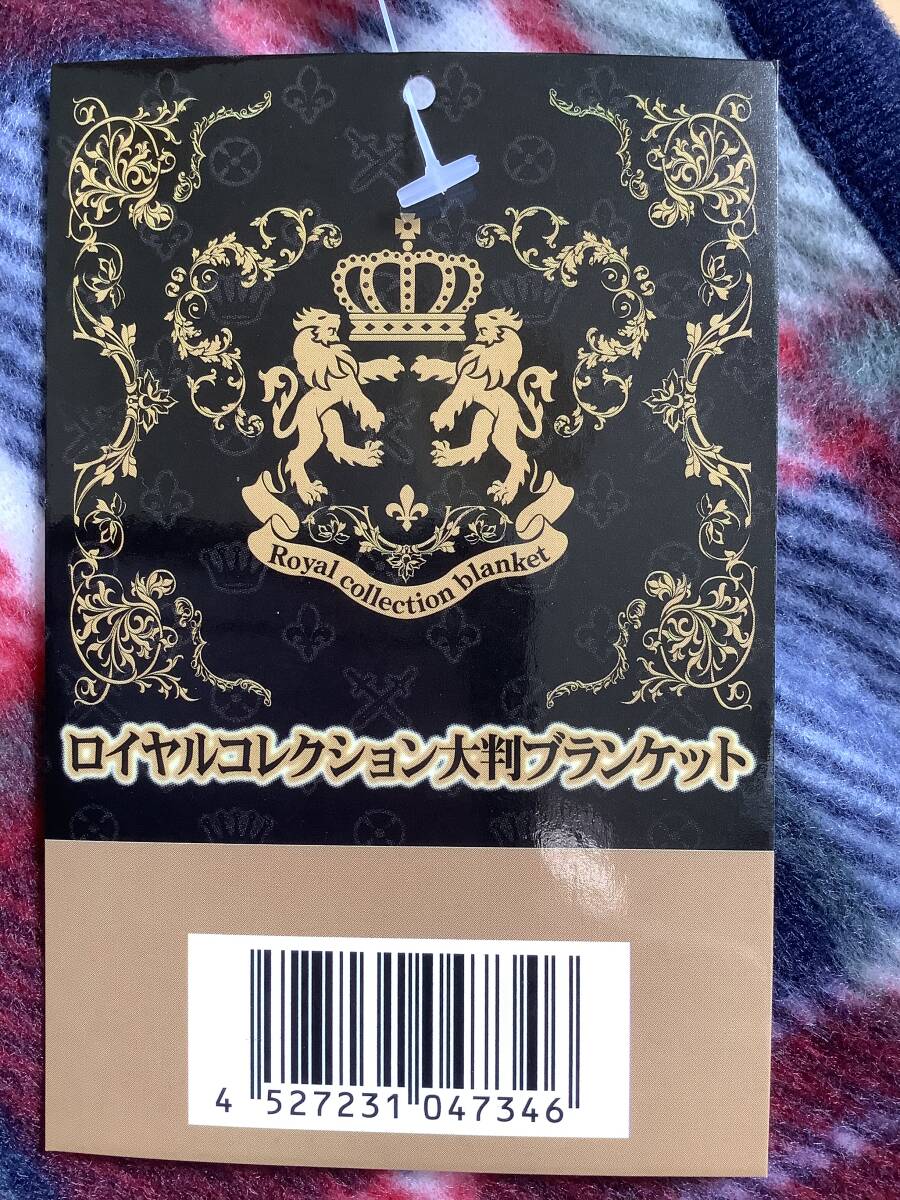 Royal collection blanket
ロイヤルコレクション大判ブランケット
4 527231 047346